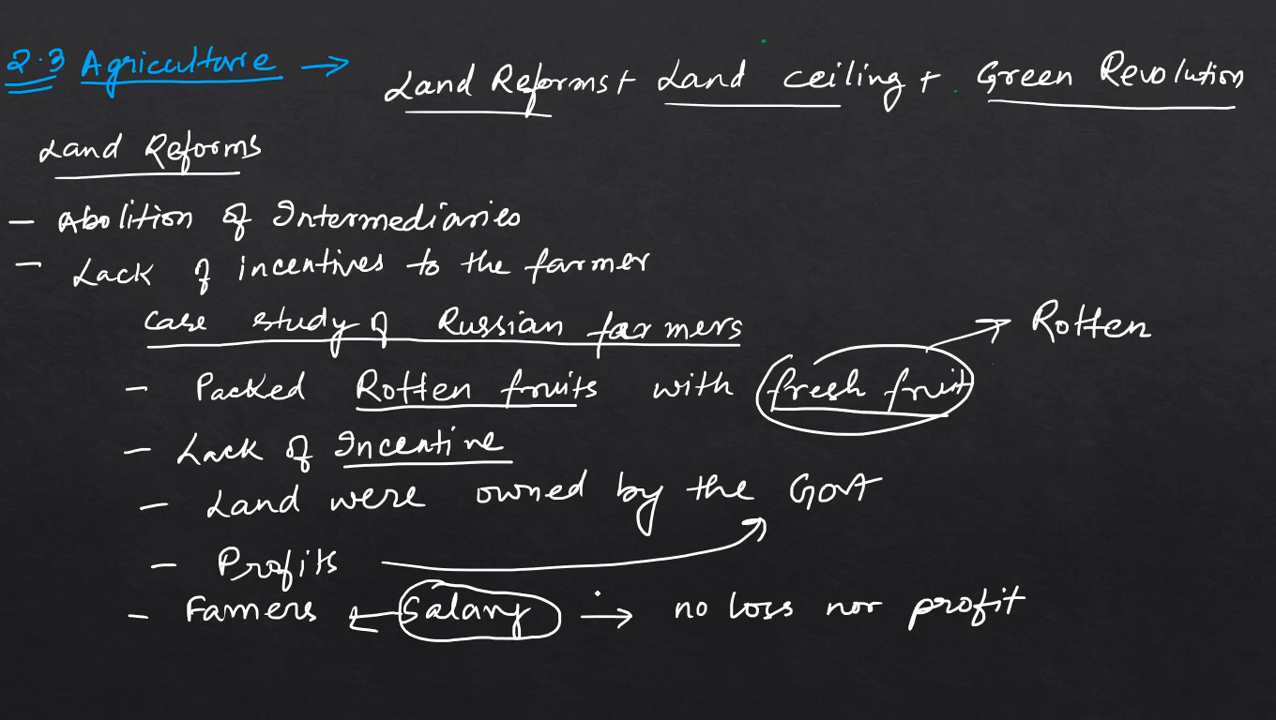 2.3 Agriculture → Land Reforms + Land ceiling + Green Revolution
Land Reforms
- Abolition of Intermediaries
- Lack of incentives to the farmer
Case study of Russian farmers
- Packed Rotten fruits with fresh fruit → Rotten
- Lack of Incentive
- Land were owned by the Govt
- Profits
- Famers ← Salary → no loss nor profit